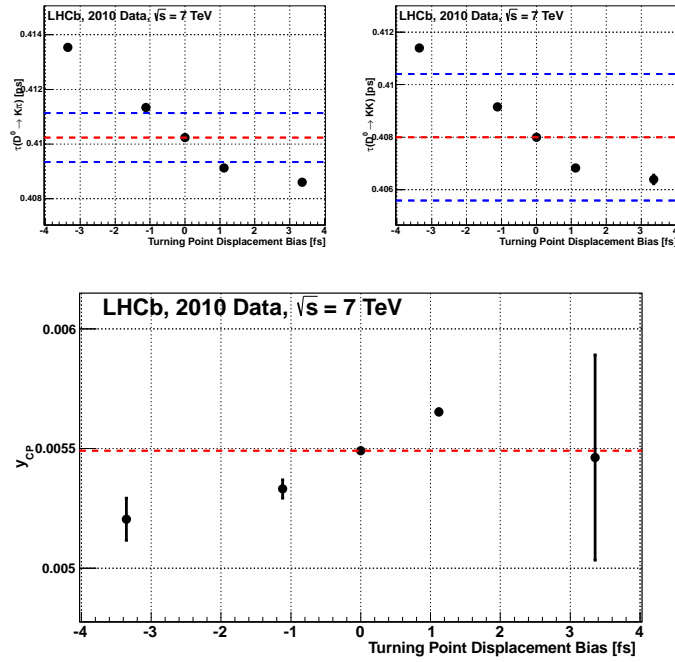 LHCb, 2010 Data, √s = 7 TeV
τ(D⁰ → Kπ) [ps]
0.414
0.412
0.41
0.408
-4 -3 -2 -1 0 1 2 3 4
Turning Point Displacement Bias [fs]
LHCb, 2010 Data, √s = 7 TeV
τ(D⁰ → KK) [ps]
0.412
0.41
0.408
0.406
-4 -3 -2 -1 0 1 2 3 4
Turning Point Displacement Bias [fs]
LHCb, 2010 Data, √s = 7 TeV
y_CP
0.006
0.0055
0.005
-4 -3 -2 -1 0 1 2 3 4
Turning Point Displacement Bias [fs]